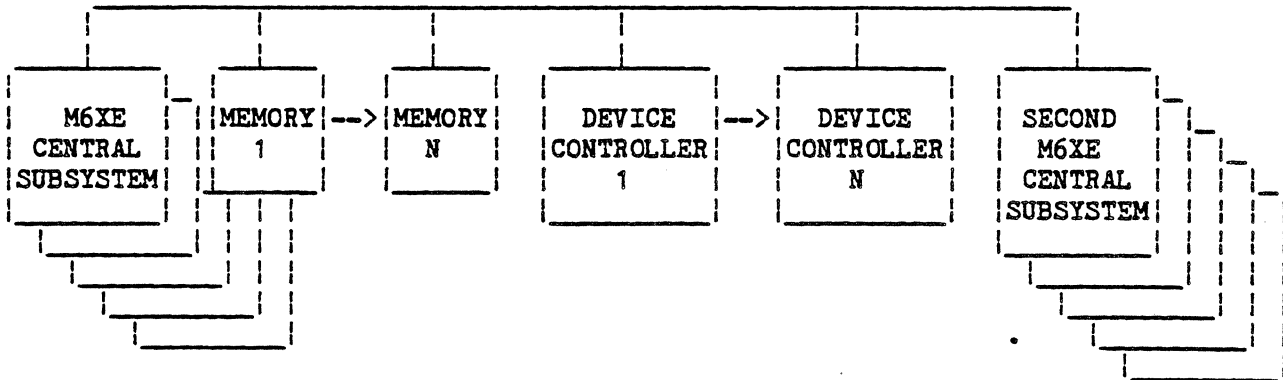 M6XE CENTRAL SUBSYSTEM
MEMORY 1
-->
MEMORY N
DEVICE CONTROLLER 1
-->
DEVICE CONTROLLER N
SECOND M6XE CENTRAL SUBSYSTEM